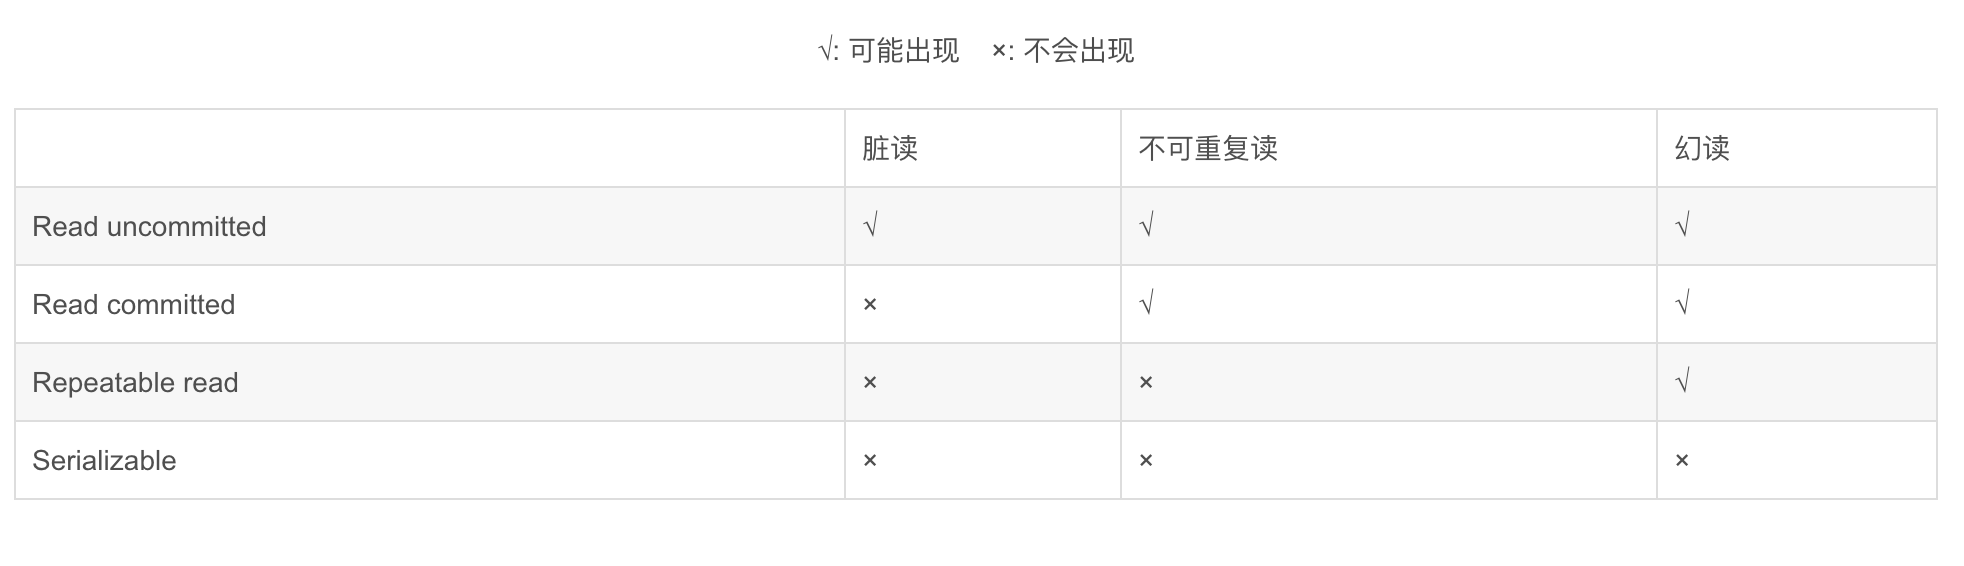 √: 可能出现 ×: 不会出现
脏读 不可重复读 幻读
Read uncommitted √ √ √
Read committed × √ √
Repeatable read × × √
Serializable × × ×